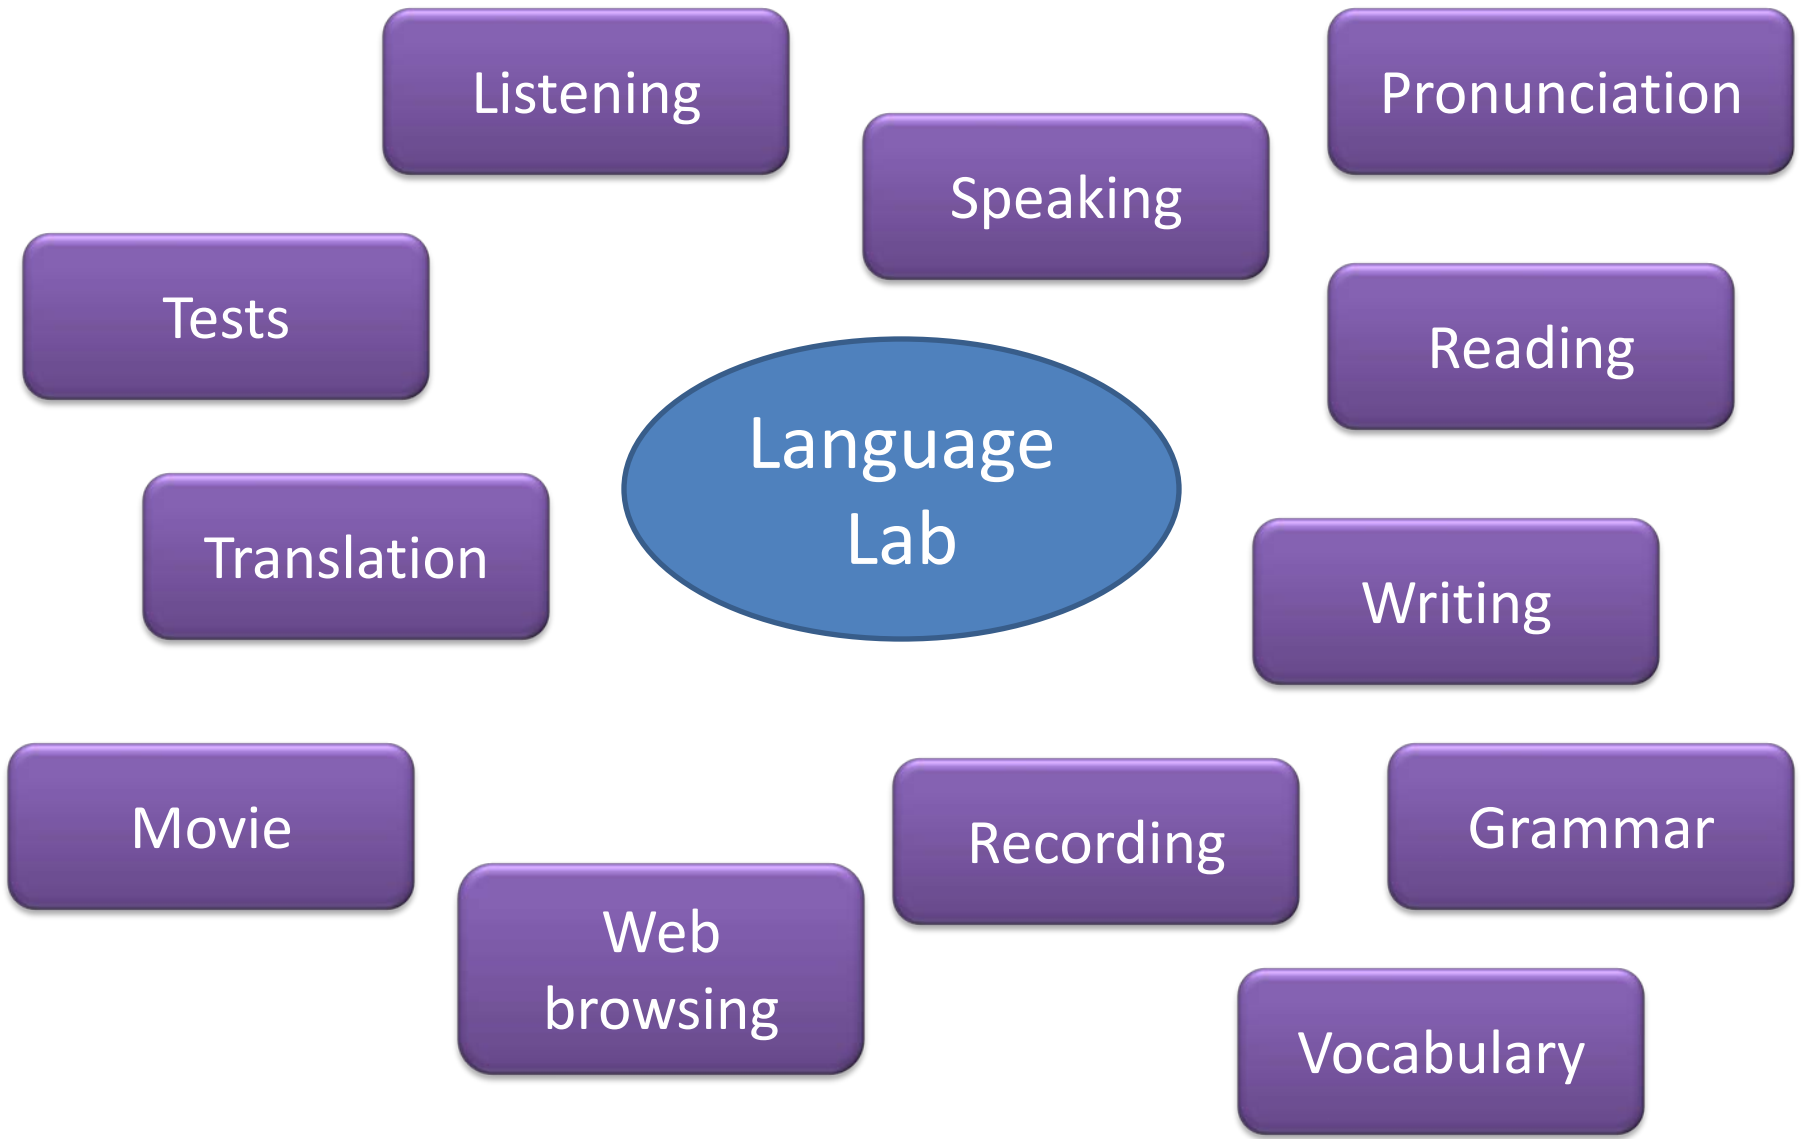 Listening
Pronunciation
Speaking
Tests
Reading
Language
Lab
Translation
Writing
Movie
Recording
Grammar
Web
browsing
Vocabulary